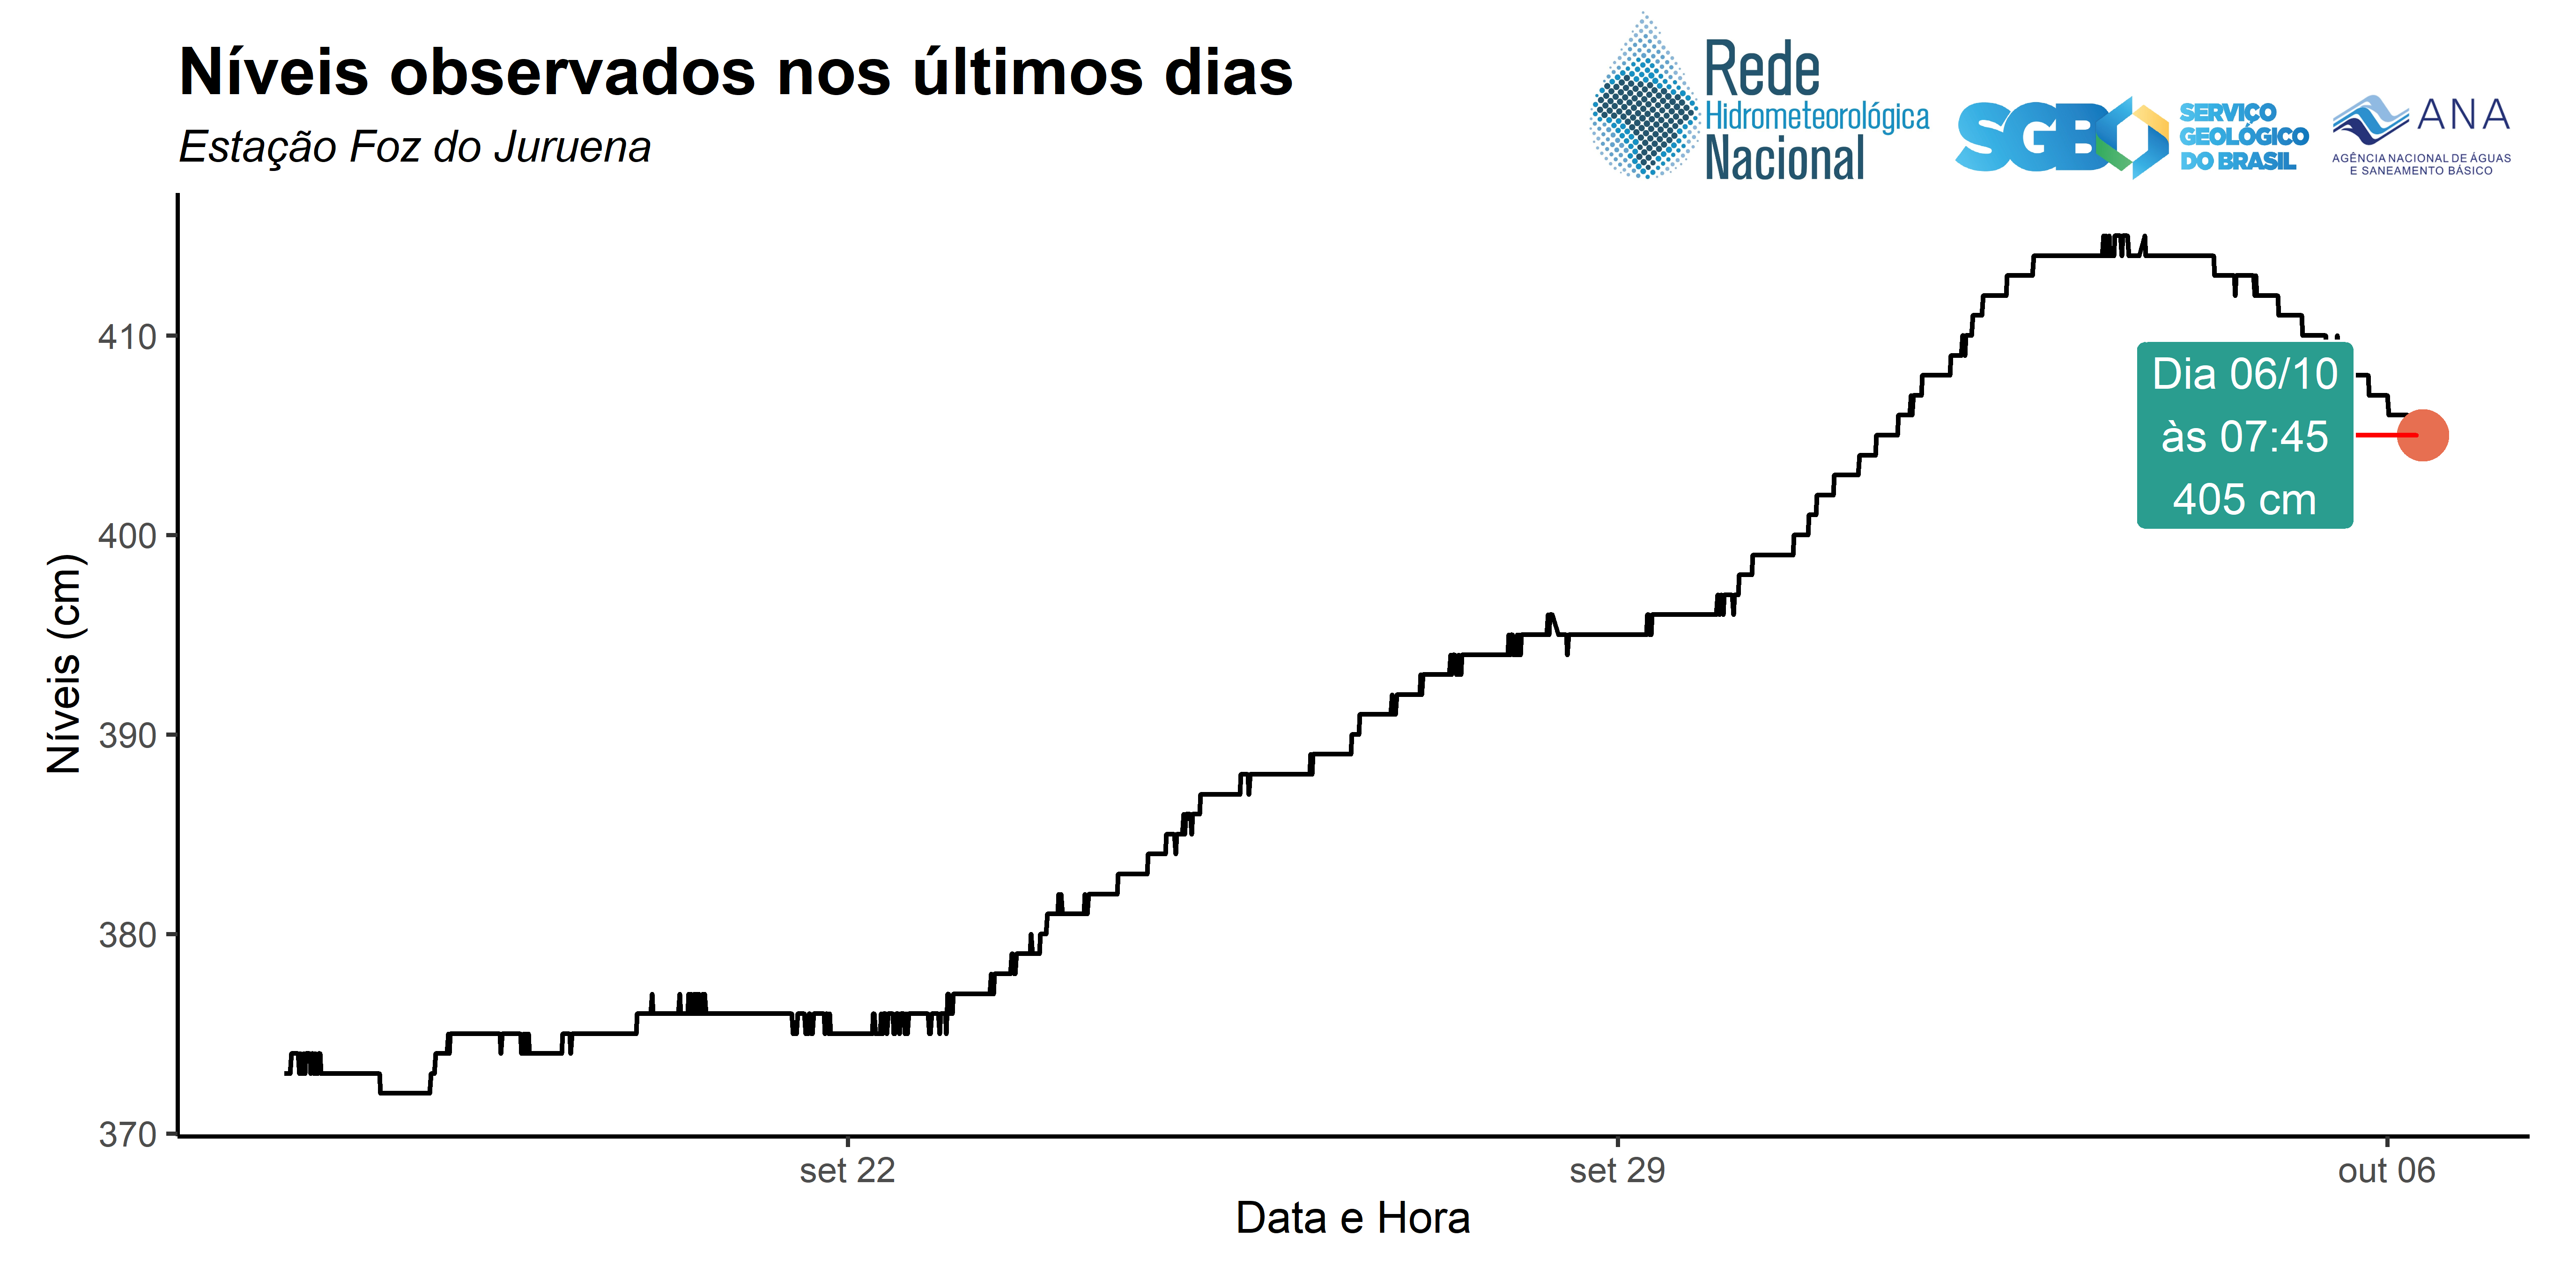 Níveis observados nos últimos dias
Estação Foz do Juruena
Rede
Hidrometeorológica
Nacional
SGB
SERVIÇO
GEOLÓGICO
DO BRASIL
ANA
AGÊNCIA NACIONAL DE ÁGUAS
E SANEAMENTO BÁSICO
Níveis (cm)
410
400
390
380
370
Dia 06/10
às 07:45
405 cm
set 22
set 29
out 06
Data e Hora